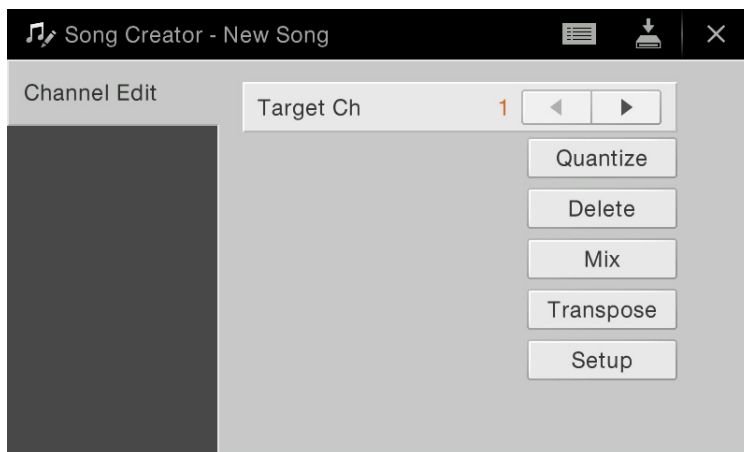 Song Creator - New Song
Channel Edit
Target Ch 1
Quantize
Delete
Mix
Transpose
Setup